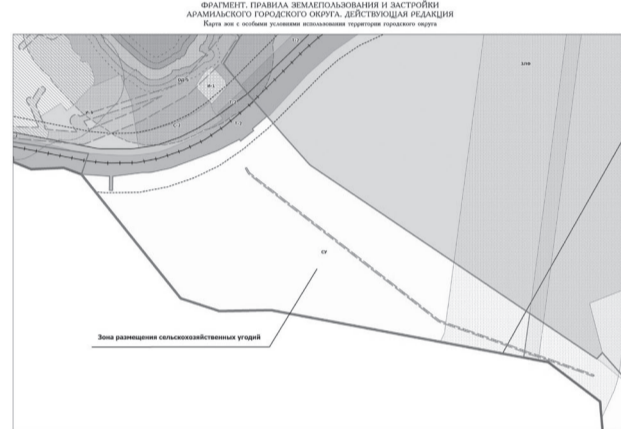 ФРАГМЕНТ. ПРАВИЛА ЗЕМЛЕПОЛЬЗОВАНИЯ И ЗАСТРОЙКИ
АРАМИЛЬСКОГО ГОРОДСКОГО ОКРУГА. ДЕЙСТВУЮЩАЯ РЕДАКЦИЯ
Карта зон с особыми условиями использования территории городского округа
СУ
Зона размещения сельскохозяйственных угодий